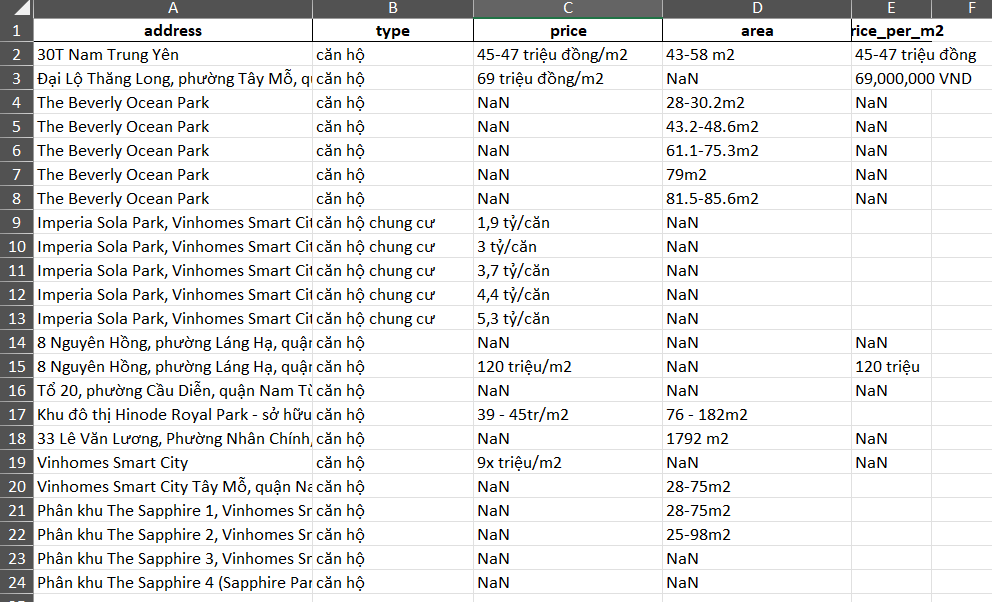 A B C D E F
1 address type price area rice_per_m2
2 30T Nam Trung Yên căn hộ 45-47 triệu đồng/m2 43-58 m2 45-47 triệu đồng
3 Đại Lộ Thăng Long, phường Tây Mỗ, qu căn hộ 69 triệu đồng/m2 NaN 69,000,000 VND
4 The Beverly Ocean Park căn hộ NaN 28-30.2m2 NaN
5 The Beverly Ocean Park căn hộ NaN 43.2-48.6m2 NaN
6 The Beverly Ocean Park căn hộ NaN 61.1-75.3m2 NaN
7 The Beverly Ocean Park căn hộ NaN 79m2 NaN
8 The Beverly Ocean Park căn hộ NaN 81.5-85.6m2 NaN
9 Imperia Sola Park, Vinhomes Smart Cit căn hộ chung cư 1,9 tỷ/căn NaN
10 Imperia Sola Park, Vinhomes Smart Cit căn hộ chung cư 3 tỷ/căn NaN
11 Imperia Sola Park, Vinhomes Smart Cit căn hộ chung cư 3,7 tỷ/căn NaN
12 Imperia Sola Park, Vinhomes Smart Cit căn hộ chung cư 4,4 tỷ/căn NaN
13 Imperia Sola Park, Vinhomes Smart Cit căn hộ chung cư 5,3 tỷ/căn NaN
14 8 Nguyên Hồng, phường Láng Hạ, quận căn hộ NaN NaN NaN
15 8 Nguyên Hồng, phường Láng Hạ, quận căn hộ 120 triệu/m2 NaN 120 triệu
16 Tổ 20, phường Cầu Diễn, quận Nam Từ căn hộ NaN NaN NaN
17 Khu đô thị Hinode Royal Park - sở hữu căn hộ 39 - 45tr/m2 76 - 182m2
18 33 Lê Văn Lương, Phường Nhân Chính, căn hộ NaN 1792 m2 NaN
19 Vinhomes Smart City căn hộ 9x triệu/m2 NaN NaN
20 Vinhomes Smart City Tây Mỗ, quận Na căn hộ NaN 28-75m2
21 Phân khu The Sapphire 1, Vinhomes Sm căn hộ NaN 28-75m2
22 Phân khu The Sapphire 2, Vinhomes Sm căn hộ NaN 25-98m2
23 Phân khu The Sapphire 3, Vinhomes Sm căn hộ NaN NaN
24 Phân khu The Sapphire 4 (Sapphire Par căn hộ NaN NaN